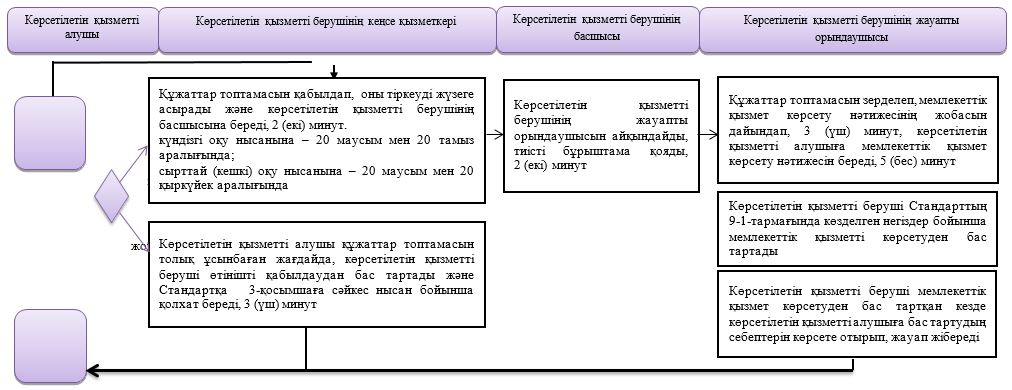 Көрсетілетін қызметті
алушы
Көрсетілетін қызметті берушінің кеңсе қызметкері
Көрсетілетін қызметті берушінің
басшысы
Көрсетілетін қызметті берушінің жауапты
орындаушысы
Құжаттар топтамасын қабылдап, оны тіркеуді жүзеге
асырады және көрсетілетін қызметті берушінің
басшысына береді, 2 (екі) минут.
күндізгі оқу нысанына – 20 маусым мен 20 тамыз
аралығында;
сырттай (кешкі) оқу нысанына – 20 маусым мен 20
қыркүйек аралығында
Көрсетілетін қызметті
берушінің жауапты
орындаушысын айқындайды,
тиісті бұрыштама қояды,
2 (екі) минут
Құжаттар топтамасын зерделеп, мемлекеттік
қызмет көрсету нәтижесінің жобасын
дайындап, 3 (үш) минут, көрсетілетін
қызметті алушыға мемлекеттік қызмет
көрсету нәтижесін береді, 5 (бес) минут
Көрсетілетін қызметті беруші Стандарттың
9-1-тармағында көзделген негіздер бойынша
мемлекеттік қызметті көрсетуден бас
тартады
жо
Көрсетілетін қызметті алушы құжаттар топтамасын
толық ұсынбаған жағдайда, көрсетілетін қызметті
беруші өтінішті қабылдаудан бас тартады және
Стандартқа 3-қосымшаға сәйкес нысан бойынша
қолхат береді, 3 (үш) минут
Көрсетілетін қызметті беруші мемлекеттік
қызмет көрсетуден бас тартқан кезде
көрсетілетін қызметті алушыға бас тартудың
себептерін көрсете отырып, жауап жібереді